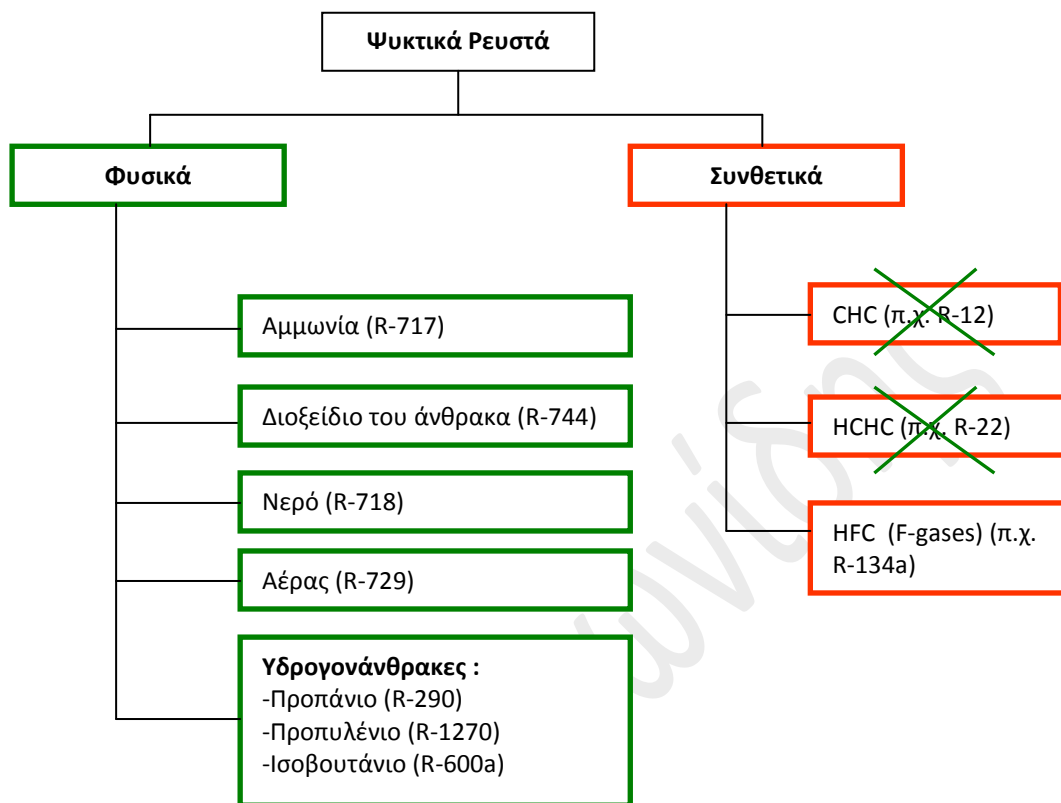 Ψυκτικά Ρευστά
Φυσικά
Συνθετικά
Αμμωνία (R-717)
Διοξείδιο του άνθρακα (R-744)
Νερό (R-718)
Αέρας (R-729)
Υδρογονάνθρακες :
-Προπάνιο (R-290)
-Προπυλένιο (R-1270)
-Ισοβουτάνιο (R-600a)
CHC (π.χ. R-12)
HCHC (π.χ. R-22)
HFC (F-gases) (π.χ.
R-134a)